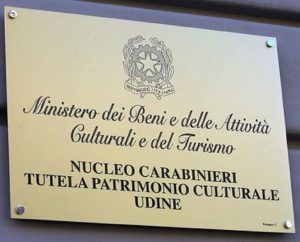 REPUBBLICA ITALIANA
Ministero dei Beni e delle Attività
Culturali e del Turismo
NUCLEO CARABINIERI
TUTELA PATRIMONIO CULTURALE
UDINE